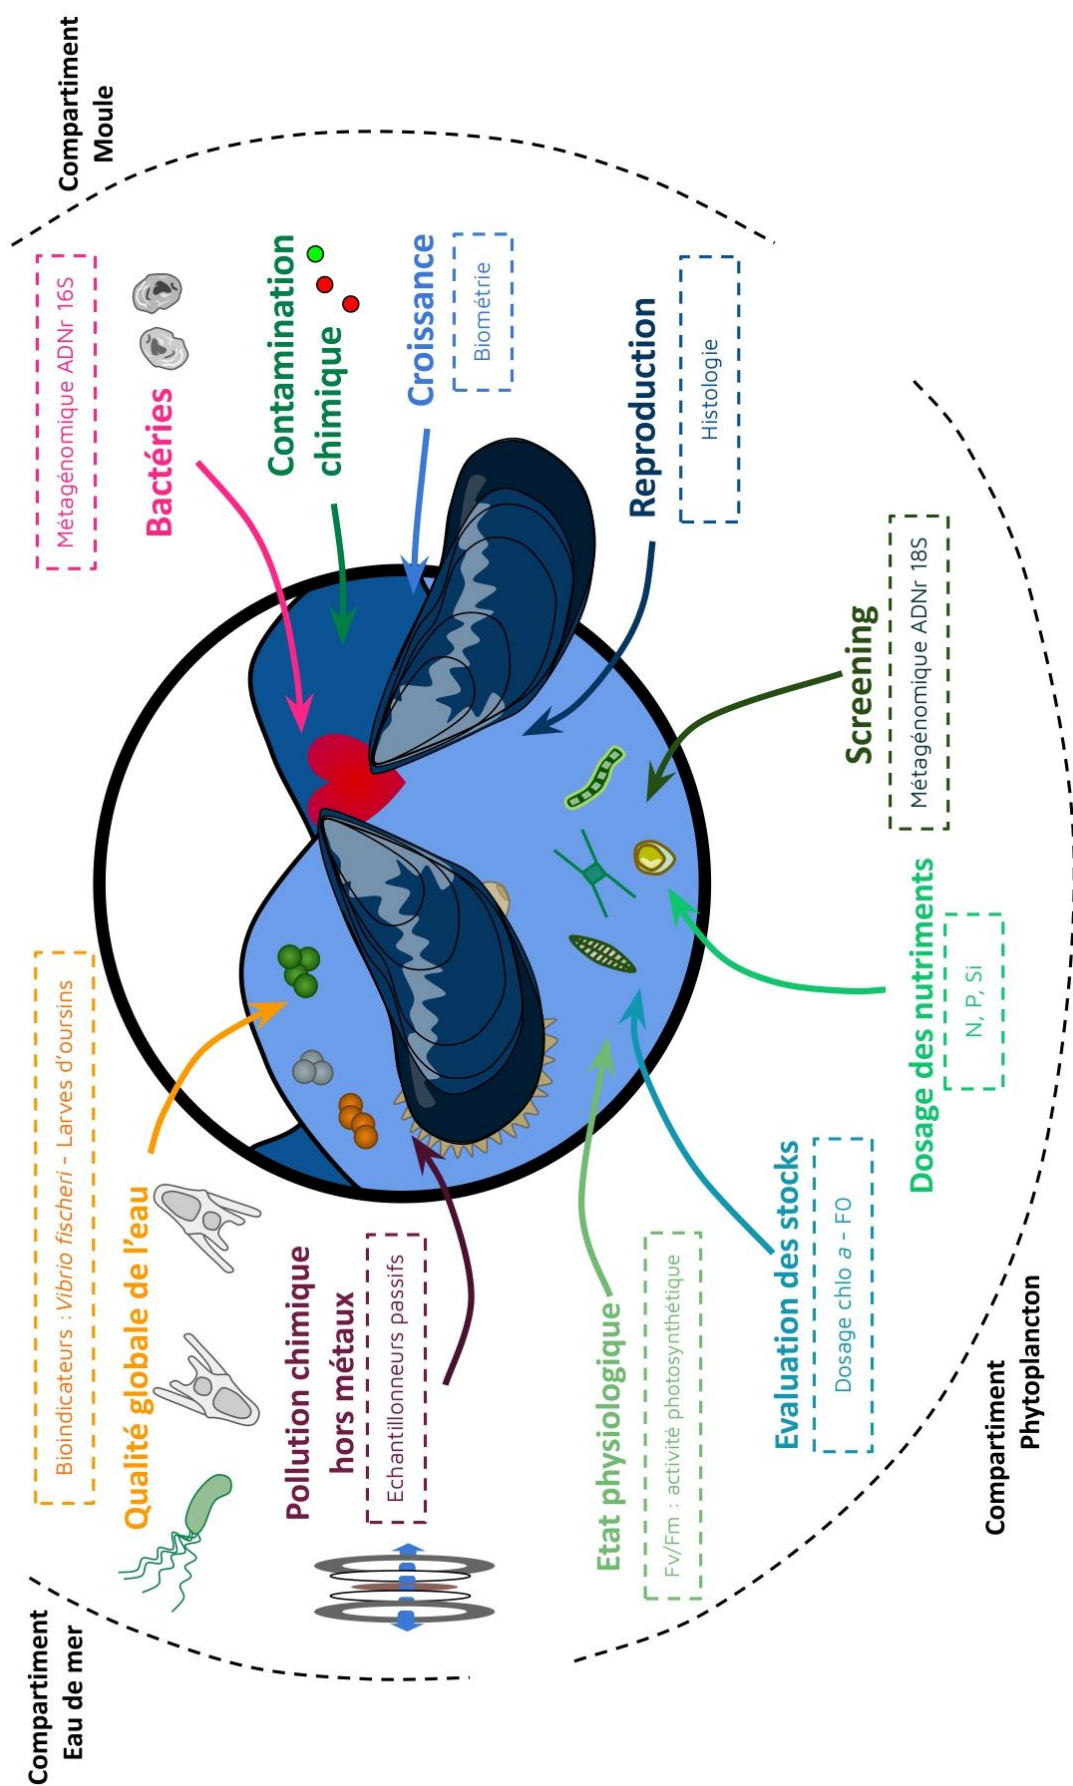 Compartiment
Eau de mer
Bioindicateurs : Vibrio fischeri - Larves d'oursins
Qualité globale de l'eau
Pollution chimique
hors métaux
Echantillonneurs passifs
Compartiment
Moule
Métagénomique ADNr 16S
Bactéries
Contamination
chimique
Croissance
Biométrie
Reproduction
Histologie
Etat physiologique
Fv/Fm : activité photosynthétique
Evaluation des stocks
Dosage chlo a - F0
Dosage des nutriments
N, P, Si
Screening
Métagénomique ADNr 18S
Compartiment
Phytoplancton